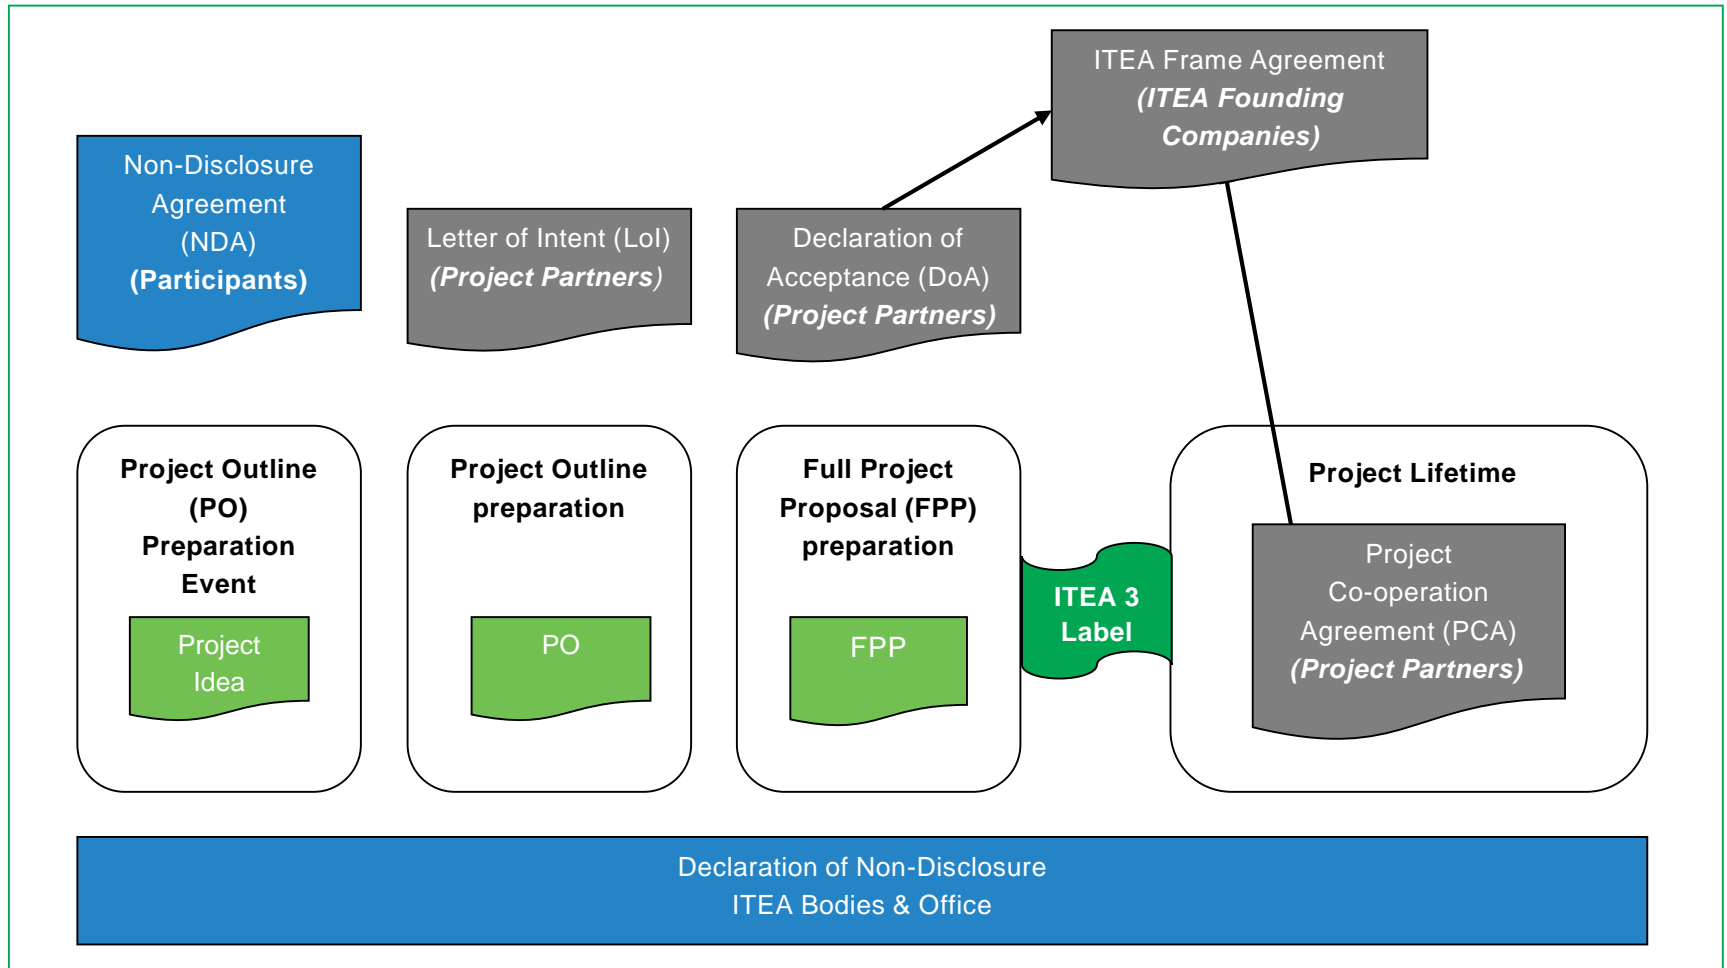 ITEA Frame Agreement
(ITEA Founding
Companies)
Non-Disclosure
Agreement
(NDA)
(Participants)
Letter of Intent (LoI)
(Project Partners)
Declaration of
Acceptance (DoA)
(Project Partners)
Project Outline
(PO)
Preparation
Event
Project
Idea
Project Outline
preparation
PO
Full Project
Proposal (FPP)
preparation
FPP
ITEA 3
Label
Project Lifetime
Project
Co-operation
Agreement (PCA)
(Project Partners)
Declaration of Non-Disclosure
ITEA Bodies & Office